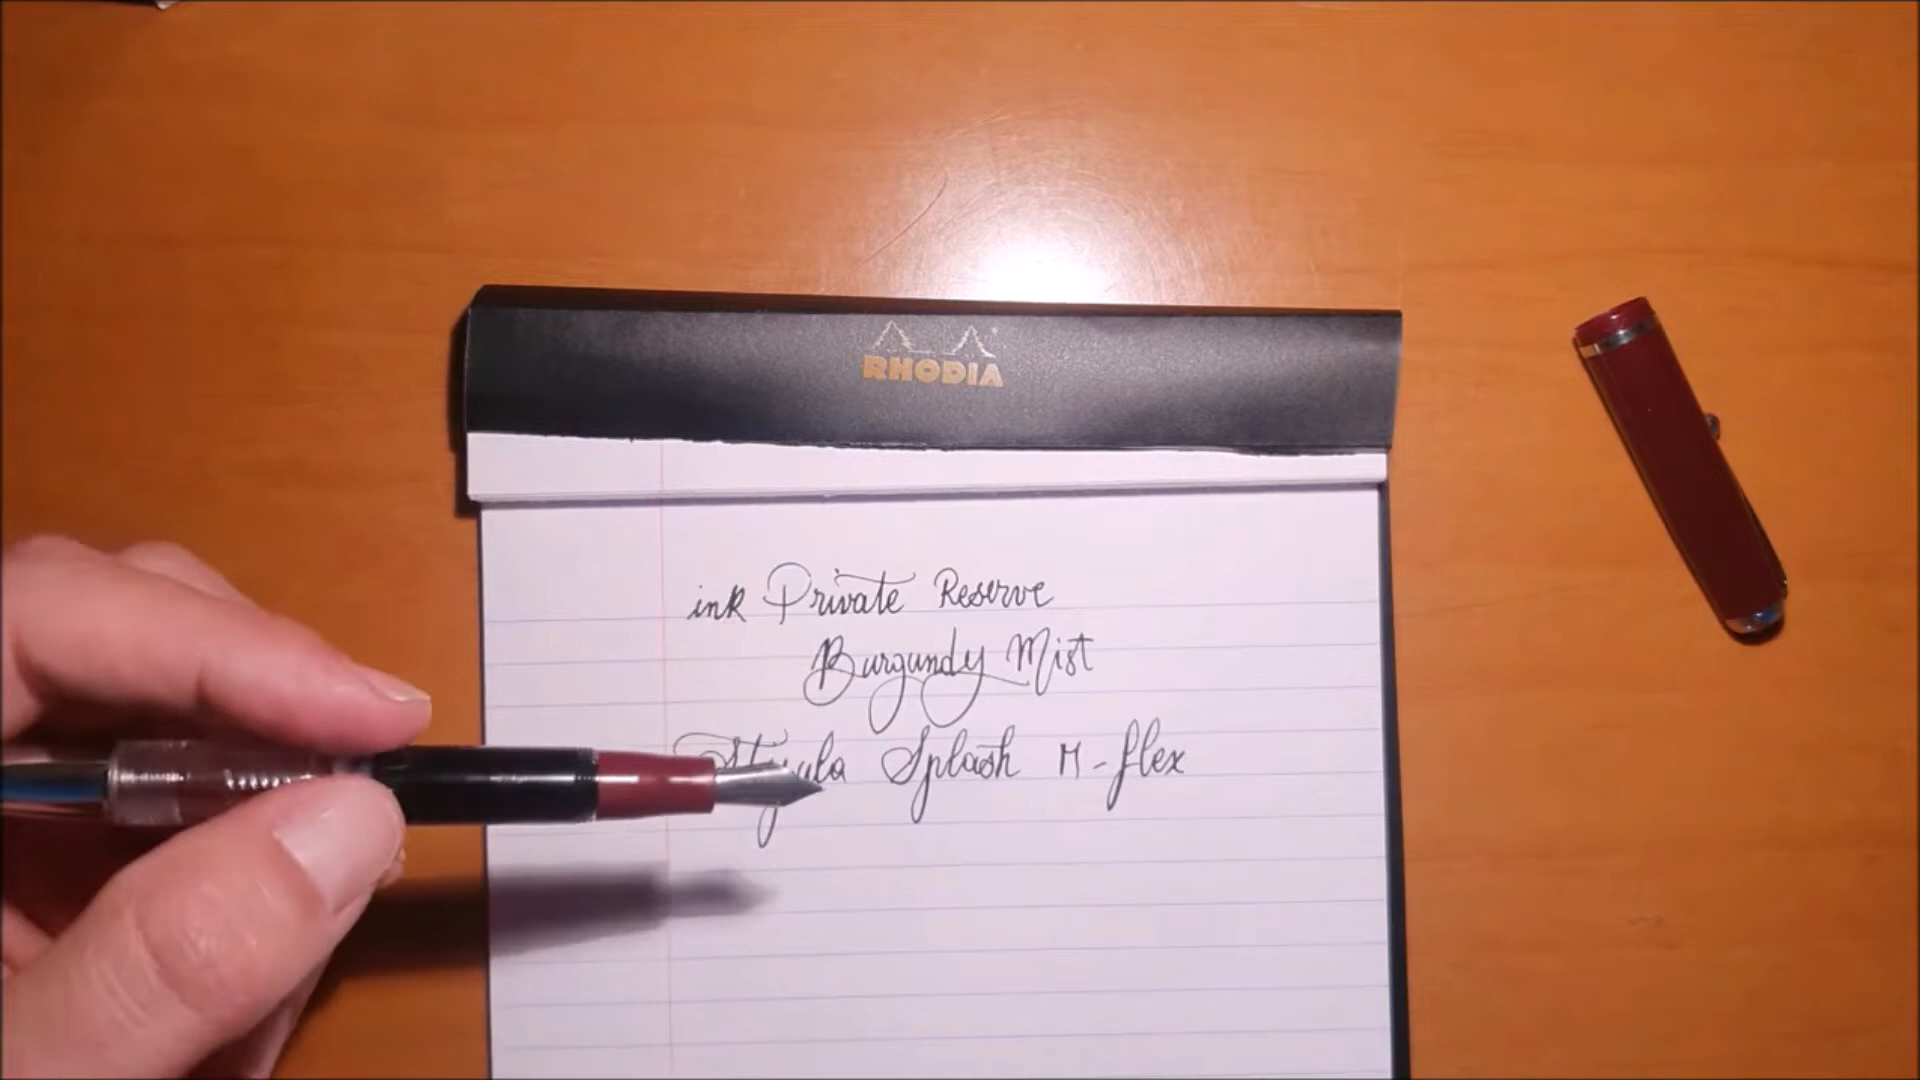 RHODIA
ink Private Reserve
Burgundy Mist
Splash M-flex